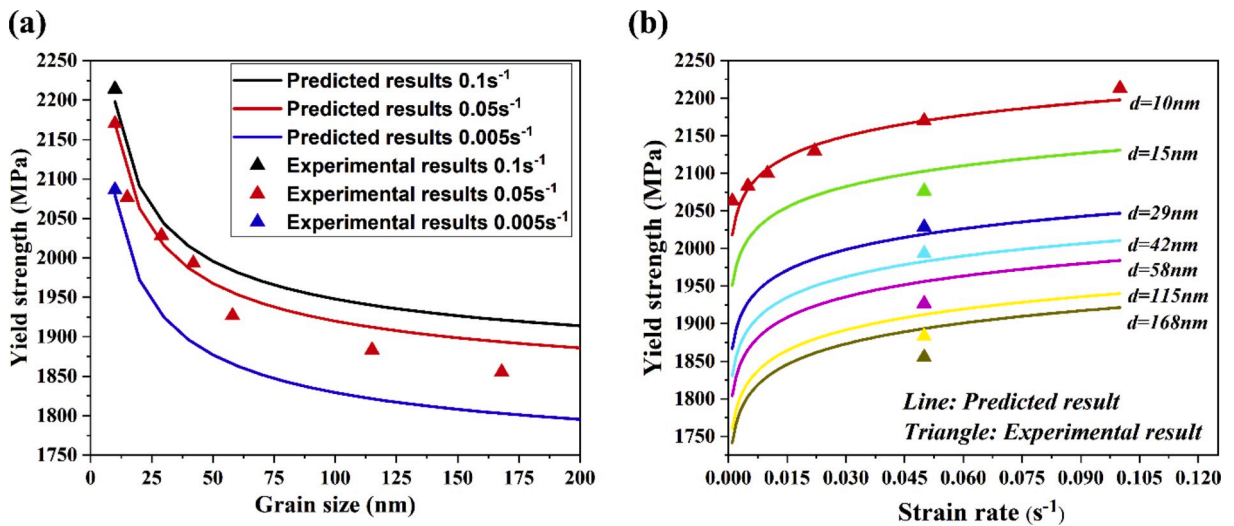 (a)
Yield strength (MPa)
2250
2200
2150
2100
2050
2000
1950
1900
1850
1800
1750
Predicted results 0.1s⁻¹
Predicted results 0.05s⁻¹
Predicted results 0.005s⁻¹
Experimental results 0.1s⁻¹
Experimental results 0.05s⁻¹
Experimental results 0.005s⁻¹
0 25 50 75 100 125 150 175 200
Grain size (nm)
(b)
Yield strength (MPa)
2250
2200
2150
2100
2050
2000
1950
1900
1850
1800
1750
d=10nm
d=15nm
d=29nm
d=42nm
d=58nm
d=115nm
d=168nm
Line: Predicted result
Triangle: Experimental result
0.000 0.015 0.030 0.045 0.060 0.075 0.090 0.105 0.120
Strain rate (s⁻¹)